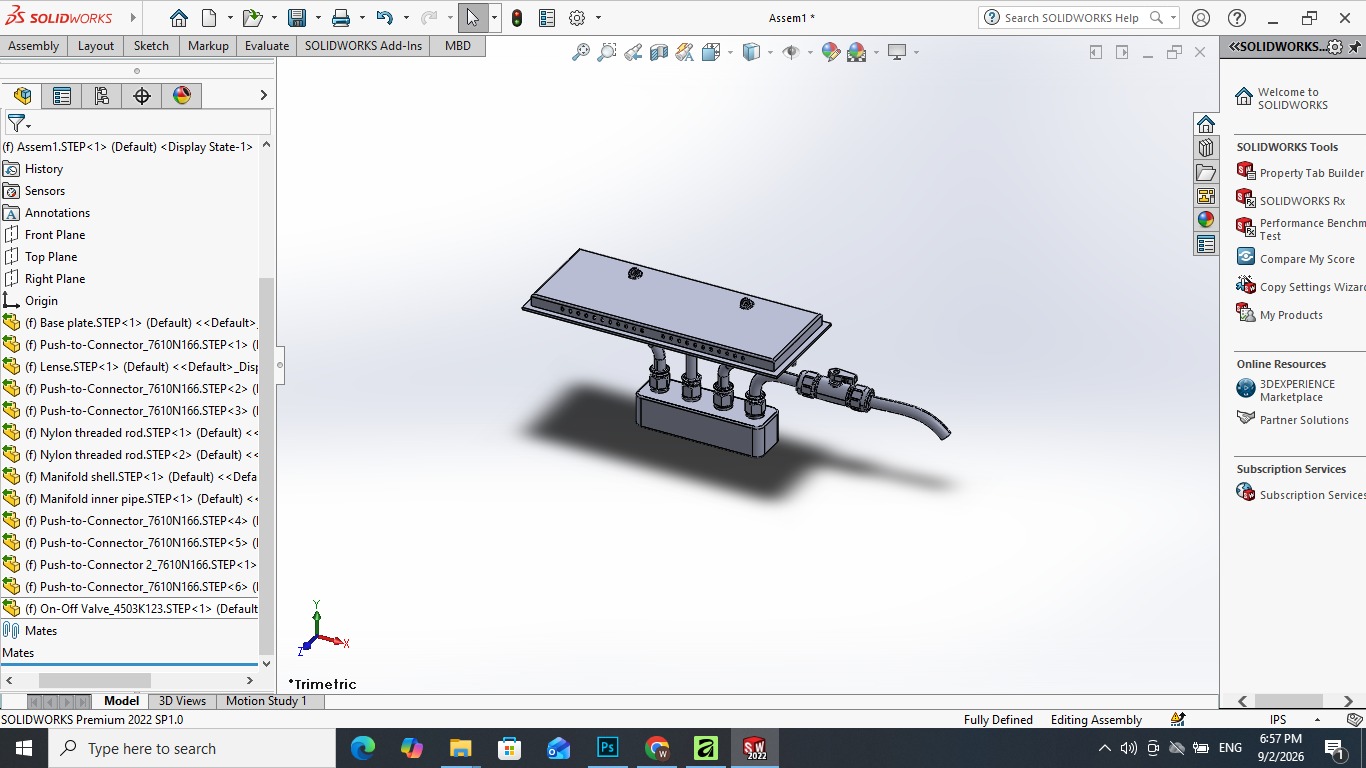 SOLIDWORKS
Assem1 *
Search SOLIDWORKS Help
Assembly
Layout
Sketch
Markup
Evaluate
SOLIDWORKS Add-Ins
MBD
SOLIDWORKS...
(f) Assem1.STEP<1> (Default) <Display State-1>
History
Sensors
Annotations
Front Plane
Top Plane
Right Plane
Origin
(f) Base plate.STEP<1> (Default) <<Default>_
(f) Push-to-Connector_7610N166.STEP<1> (
(f) Lense.STEP<1> (Default) <<Default>_Disp
(f) Push-to-Connector_7610N166.STEP<2> (
(f) Push-to-Connector_7610N166.STEP<3> (
(f) Nylon threaded rod.STEP<1> (Default) <<
(f) Nylon threaded rod.STEP<2> (Default) <<
(f) Manifold shell.STEP<1> (Default) <<Defa
(f) Manifold inner pipe.STEP<1> (Default) <<
(f) Push-to-Connector_7610N166.STEP<4> (
(f) Push-to-Connector_7610N166.STEP<5> (
(f) Push-to-Connector 2_7610N166.STEP<1>
(f) Push-to-Connector_7610N166.STEP<6> (
(f) On-Off Valve_4503K123.STEP<1> (Default
Mates
Mates
Y
X
Z
*Trimetric
Welcome to
SOLIDWORKS
SOLIDWORKS Tools
Property Tab Builder
SOLIDWORKS Rx
Performance Benchm
Test
Compare My Score
Copy Settings Wizar
My Products
Online Resources
3DEXPERIENCE
Marketplace
Partner Solutions
Subscription Services
Subscription Services
Model
3D Views
Motion Study 1
SOLIDWORKS Premium 2022 SP1.0
Fully Defined
Editing Assembly
IPS
Type here to search
Ps
W
a
SW
2022
ENG
6:57 PM
9/2/2026
1